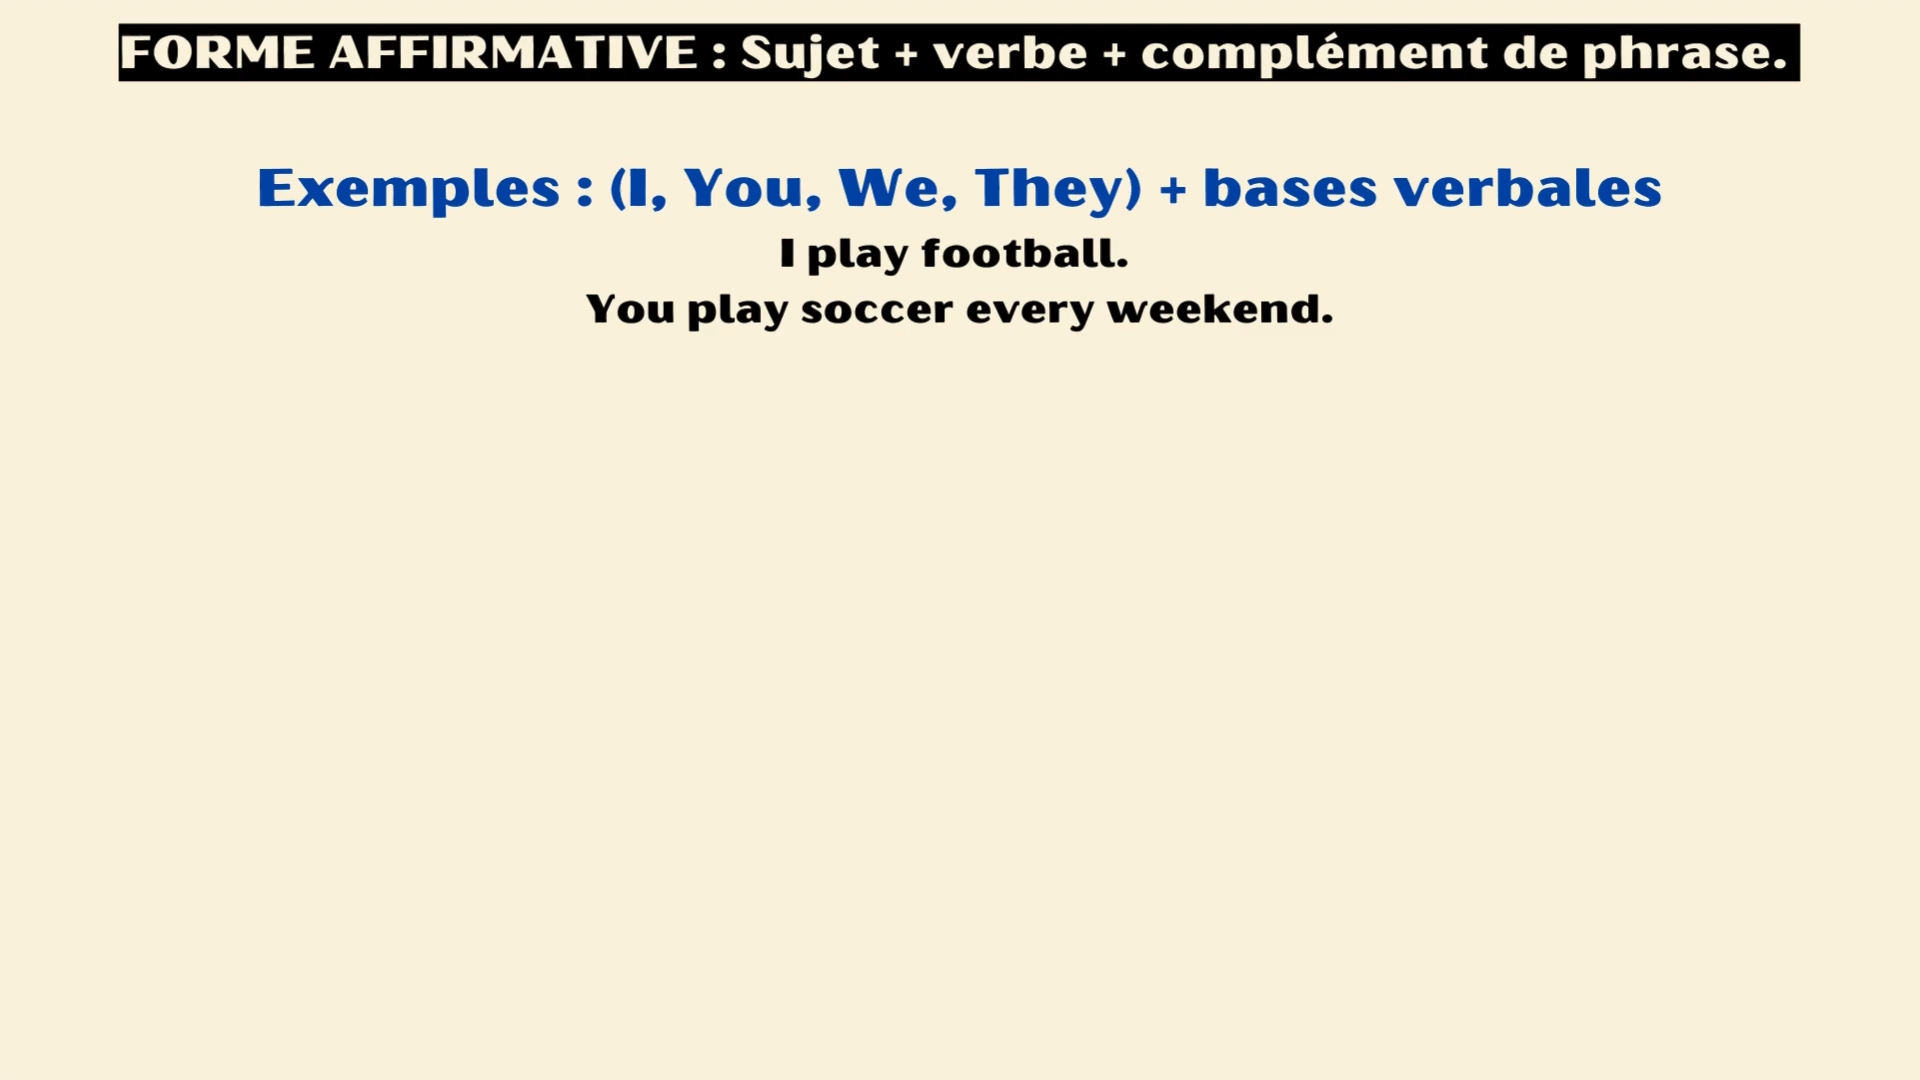 FORME AFFIRMATIVE : Sujet + verbe + complément de phrase.
Exemples : (I, You, We, They) + bases verbales
I play football.
You play soccer every weekend.